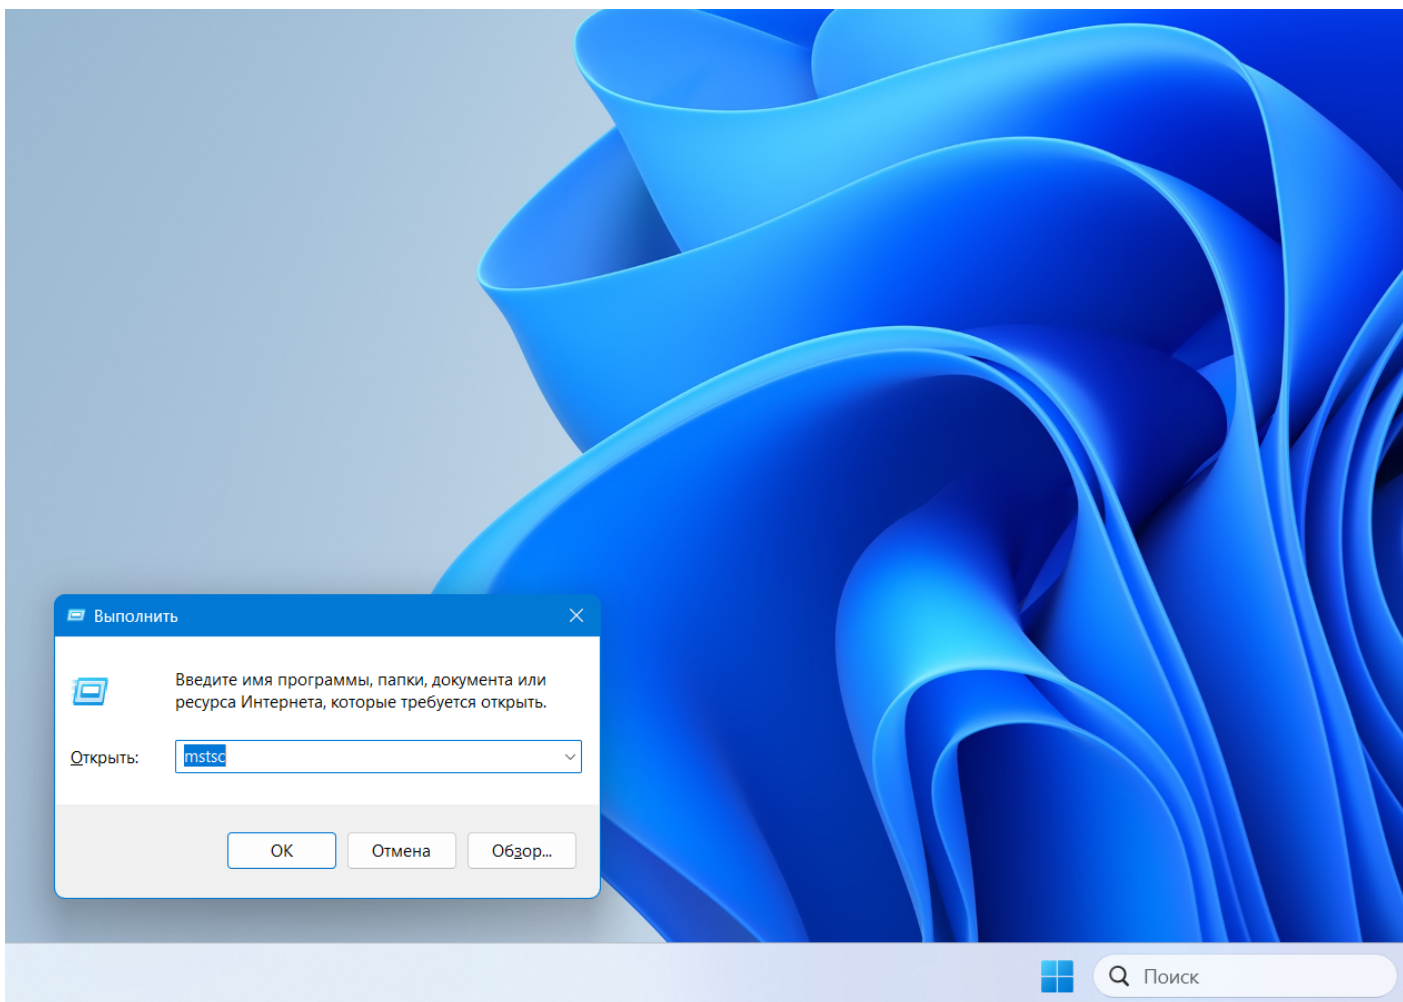 Выполнить
Введите имя программы, папки, документа или
ресурса Интернета, которые требуется открыть.
Открыть: mstsc
ОК Отмена Обзор...
Поиск